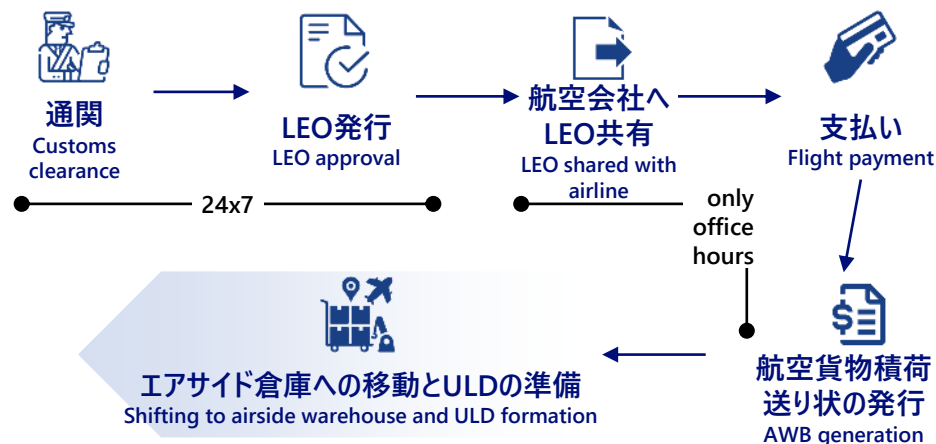 通関
Customs
clearance
LEO発行
LEO approval
航空会社へ
LEO共有
LEO shared with
airline
支払い
Flight payment
24x7
only
office
hours
航空貨物積荷
送り状の発行
AWB generation
エアサイド倉庫への移動とULDの準備
Shifting to airside warehouse and ULD formation